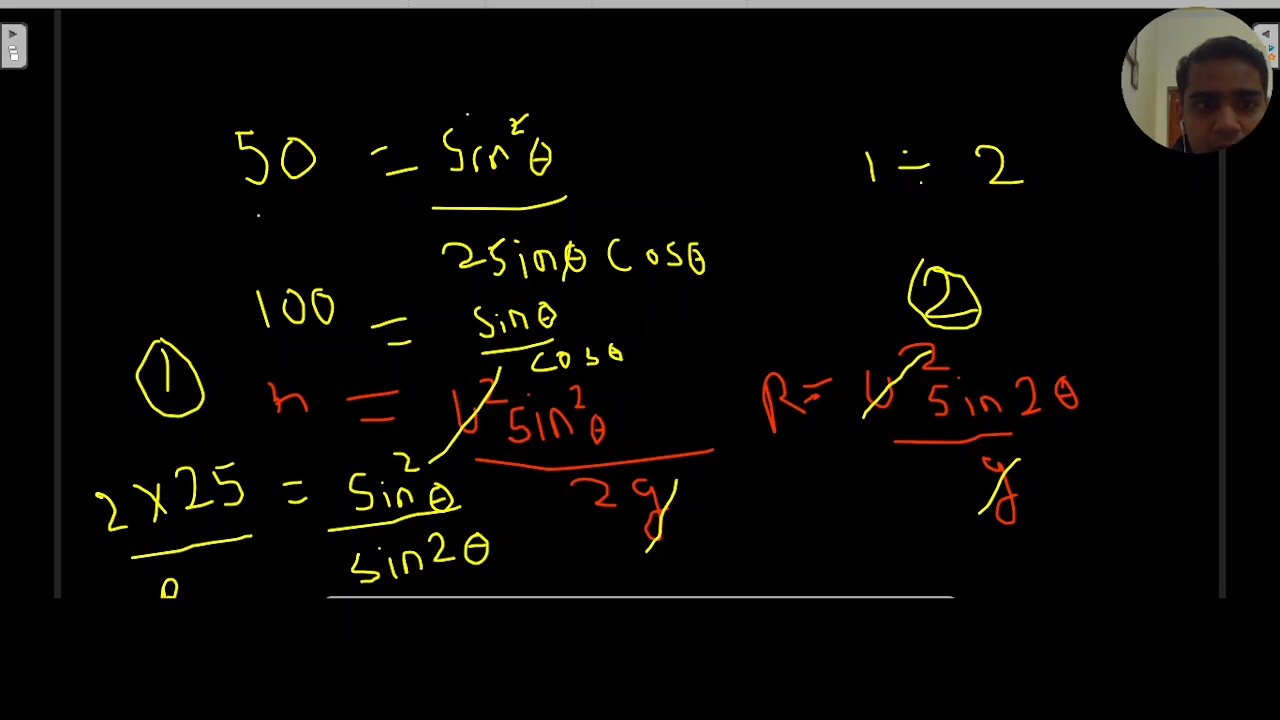 50 = sin²θ
2sinθ cosθ
1 ÷ 2
100 = sinθ
cosθ
①
h = u² sin²θ
2g
②
R = u² sin2θ
g
2 × 25 = sin²θ
sin2θ